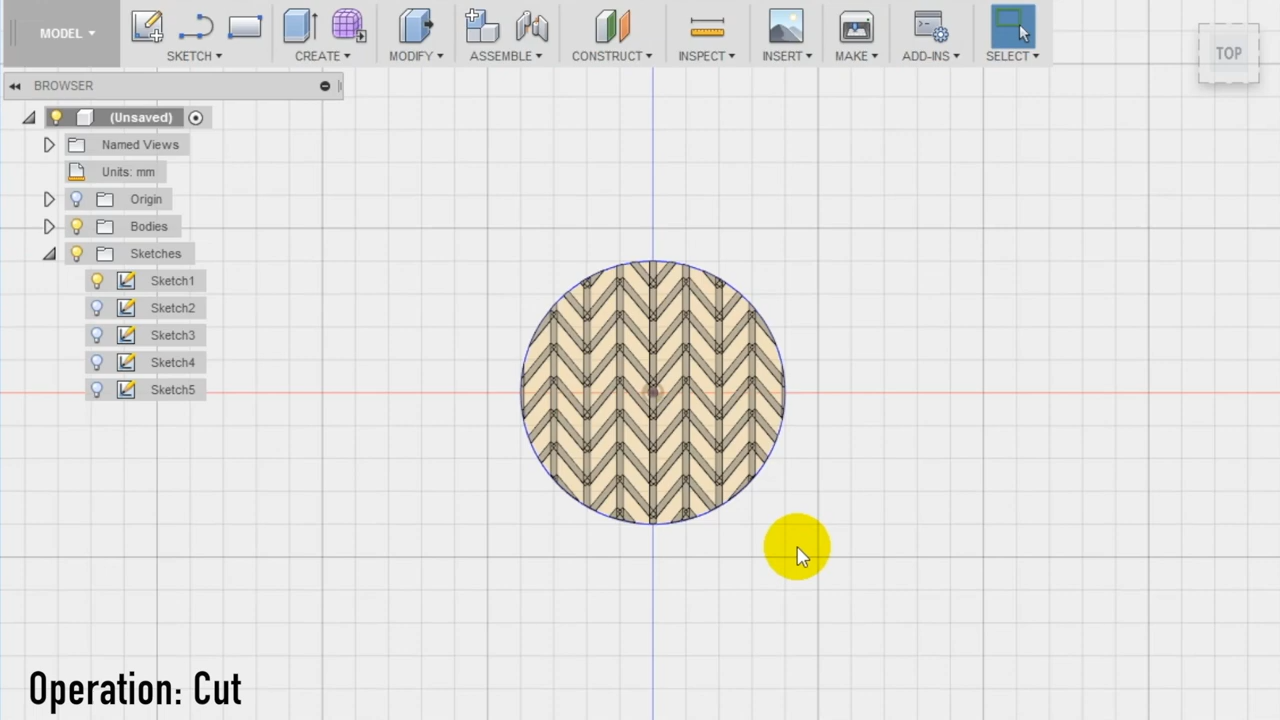 MODEL
SKETCH
CREATE
MODIFY
ASSEMBLE
CONSTRUCT
INSPECT
INSERT
MAKE
ADD-INS
SELECT
TOP
BROWSER
(Unsaved)
Named Views
Units: mm
Origin
Bodies
Sketches
Sketch1
Sketch2
Sketch3
Sketch4
Sketch5
Operation: Cut